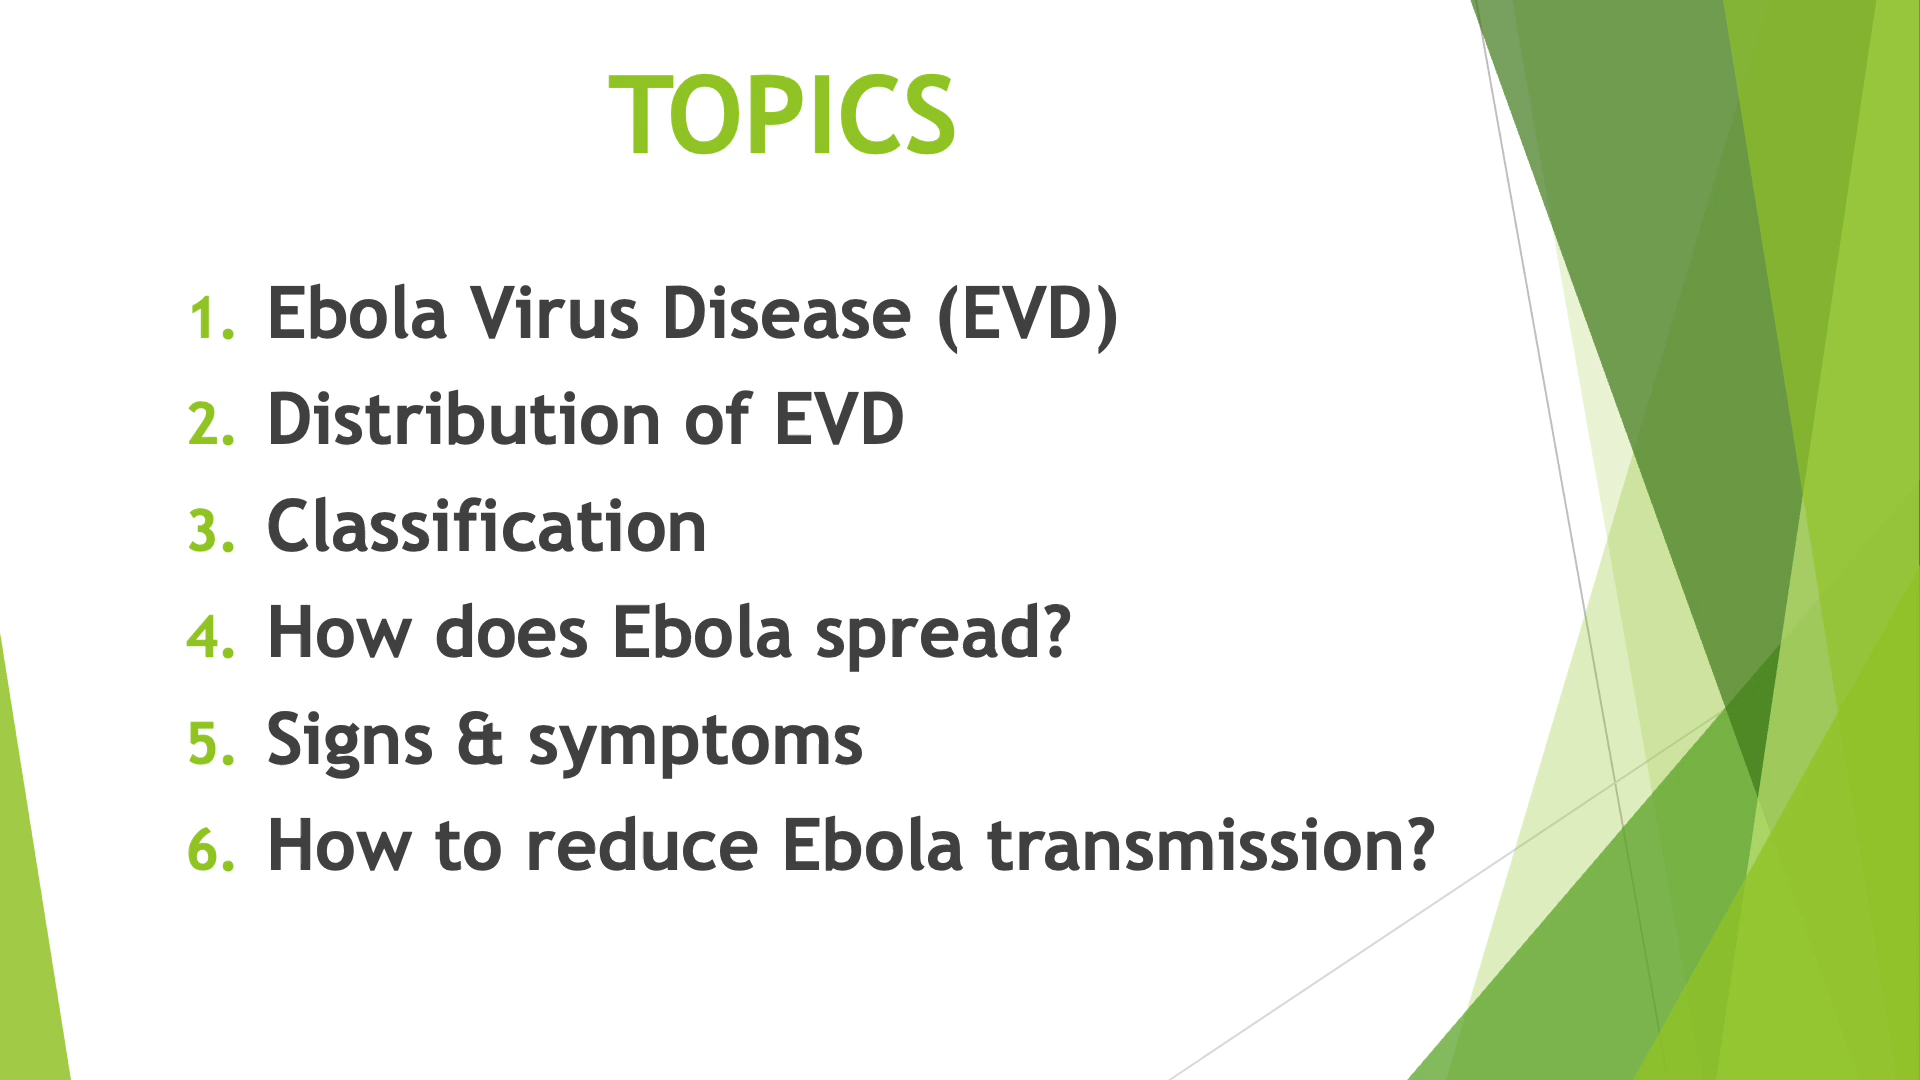 TOPICS
1. Ebola Virus Disease (EVD)
2. Distribution of EVD
3. Classification
4. How does Ebola spread?
5. Signs & symptoms
6. How to reduce Ebola transmission?